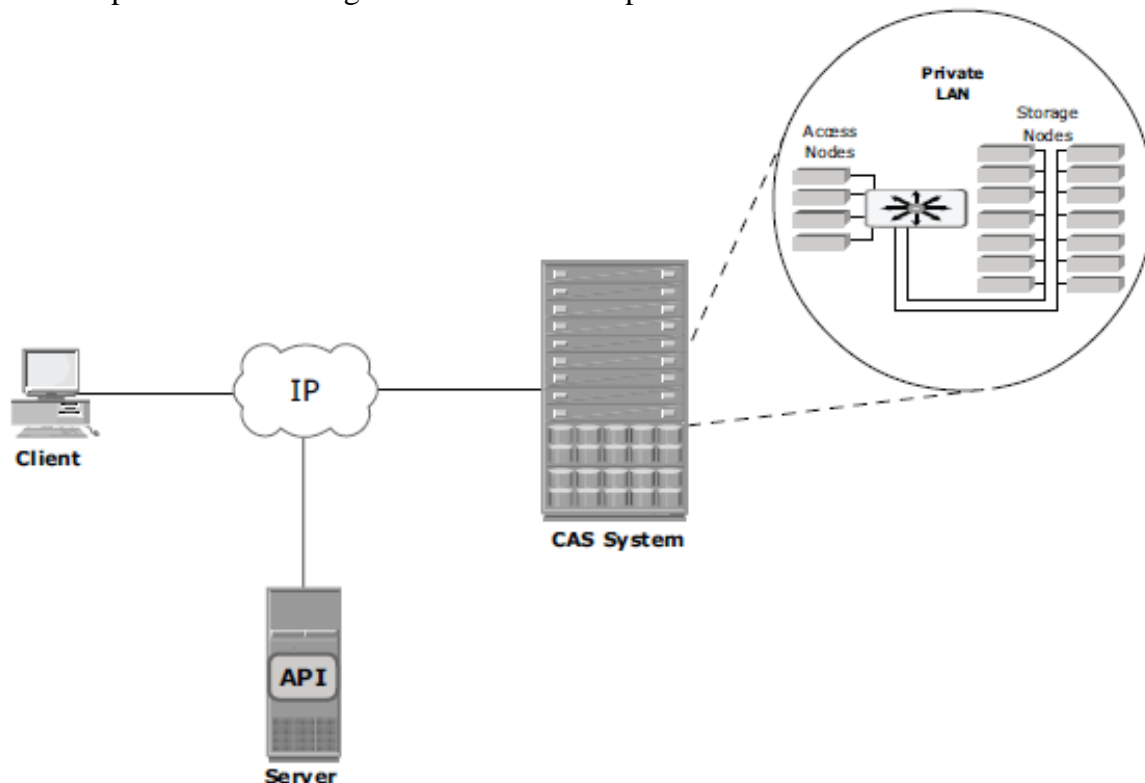 Private
LAN
Storage
Nodes
Access
Nodes
IP
Client
CAS System
API
Server